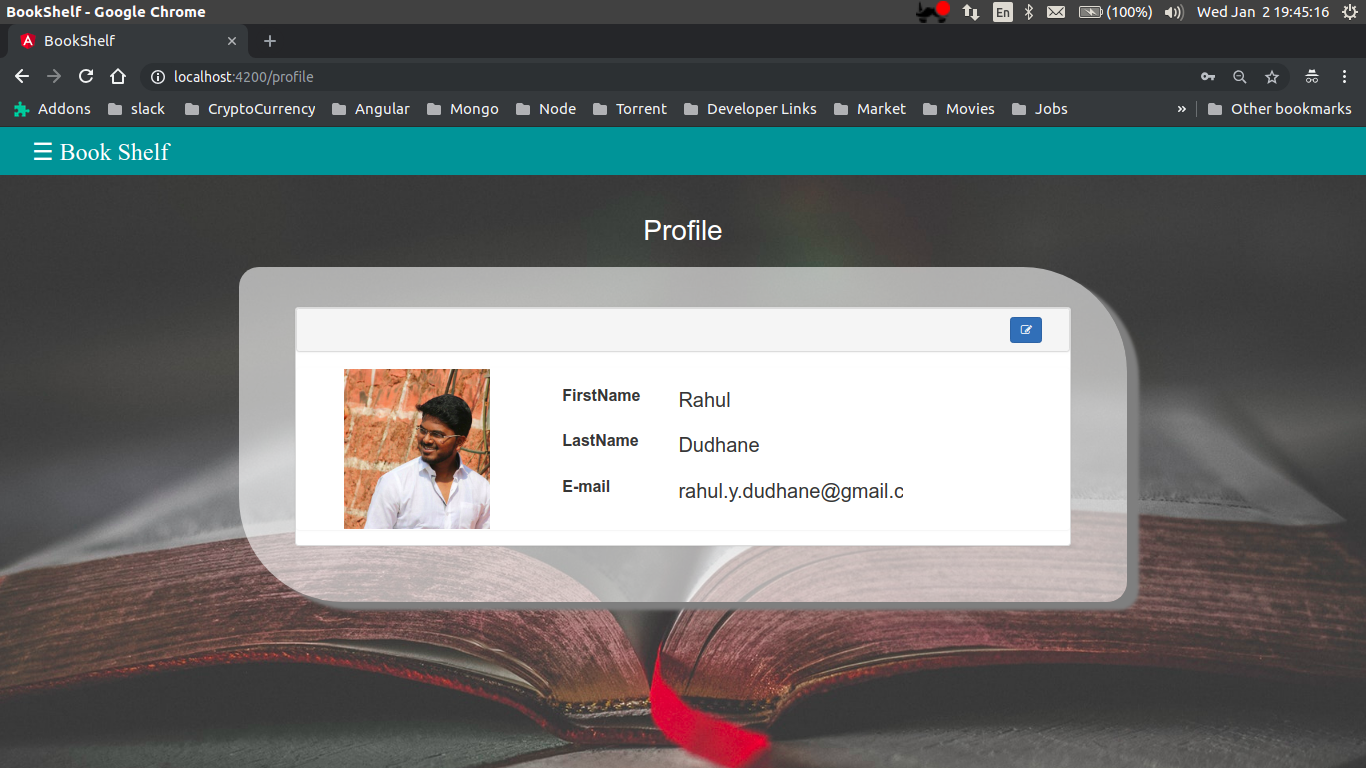 BookShelf - Google Chrome En (100%) Wed Jan 2 19:45:16
BookShelf
localhost:4200/profile
Addons slack CryptoCurrency Angular Mongo Node Torrent Developer Links Market Movies Jobs » Other bookmarks
☰ Book Shelf
Profile
FirstName Rahul
LastName Dudhane
E-mail rahul.y.dudhane@gmail.c